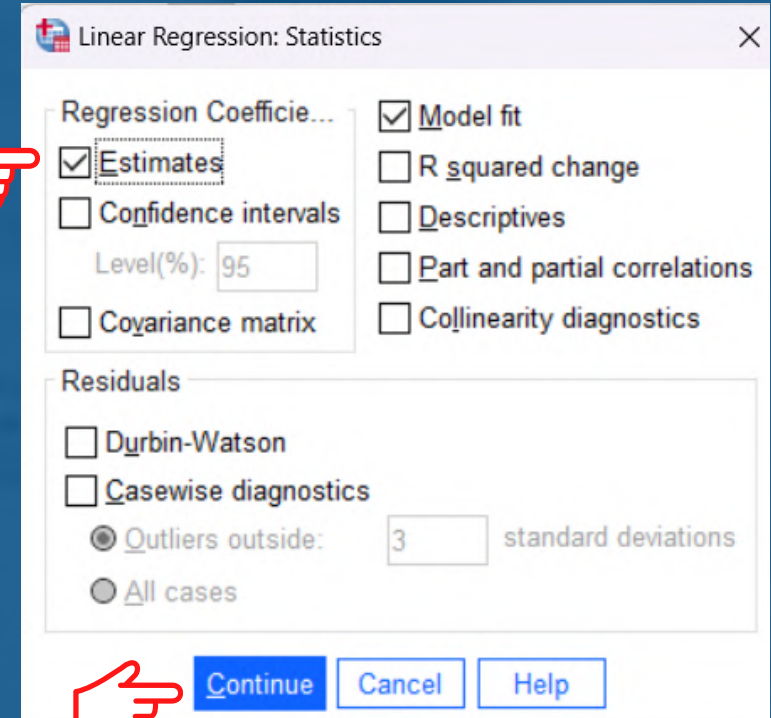 Linear Regression: Statistics
Regression Coefficie...
Estimates
Confidence intervals
Level(%): 95
Covariance matrix
Model fit
R squared change
Descriptives
Part and partial correlations
Collinearity diagnostics
Residuals
Durbin-Watson
Casewise diagnostics
Outliers outside: 3 standard deviations
All cases
Continue Cancel Help